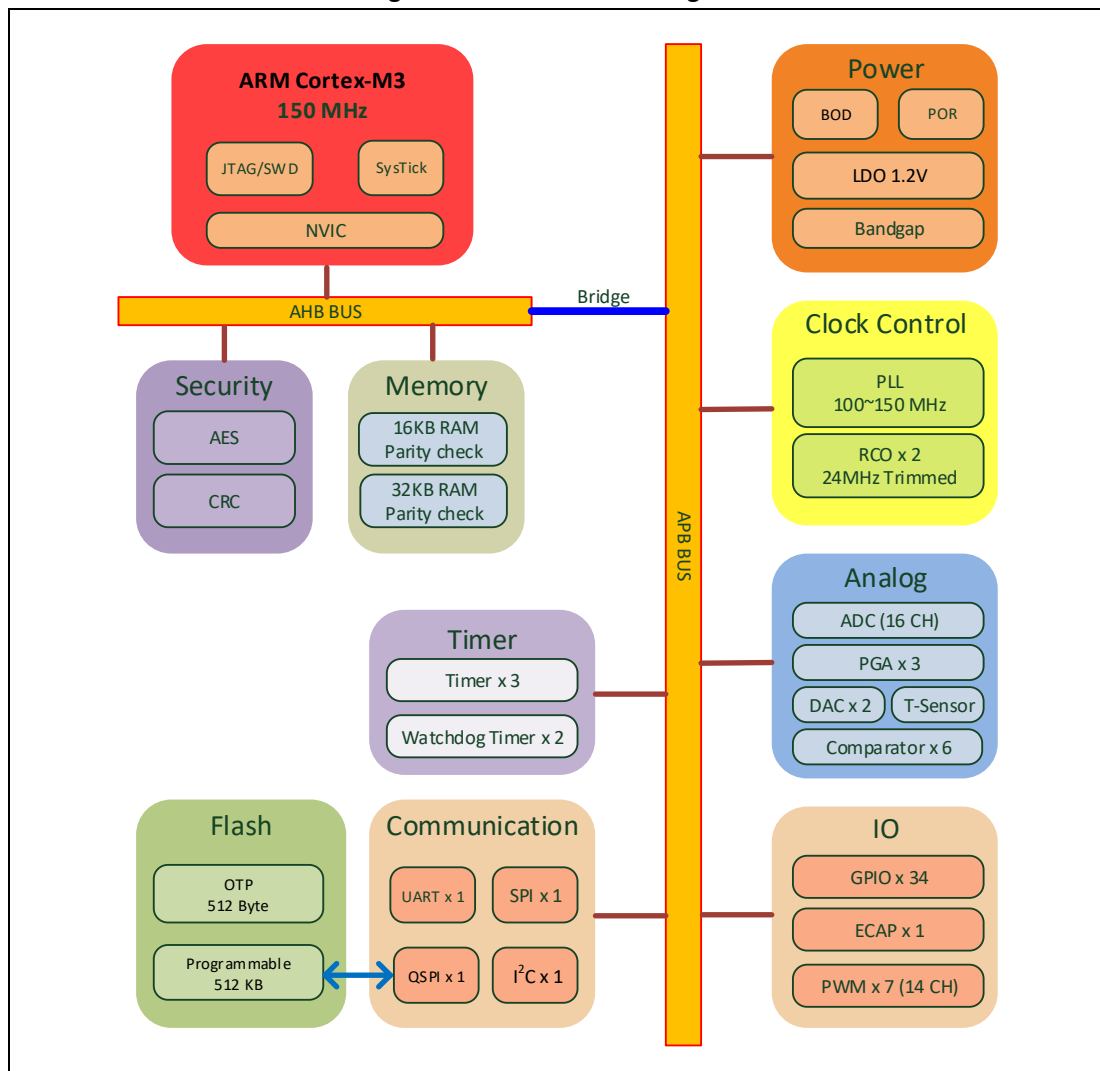 ARM Cortex-M3
150 MHz
JTAG/SWD
SysTick
NVIC
AHB BUS
Bridge
Security
AES
CRC
Memory
16KB RAM
Parity check
32KB RAM
Parity check
APB BUS
Power
BOD
POR
LDO 1.2V
Bandgap
Clock Control
PLL
100~150 MHz
RCO x 2
24MHz Trimmed
Analog
ADC (16 CH)
PGA x 3
DAC x 2
T-Sensor
Comparator x 6
Timer
Timer x 3
Watchdog Timer x 2
Flash
OTP
512 Byte
Programmable
512 KB
Communication
UART x 1
SPI x 1
QSPI x 1
I²C x 1
IO
GPIO x 34
ECAP x 1
PWM x 7 (14 CH)